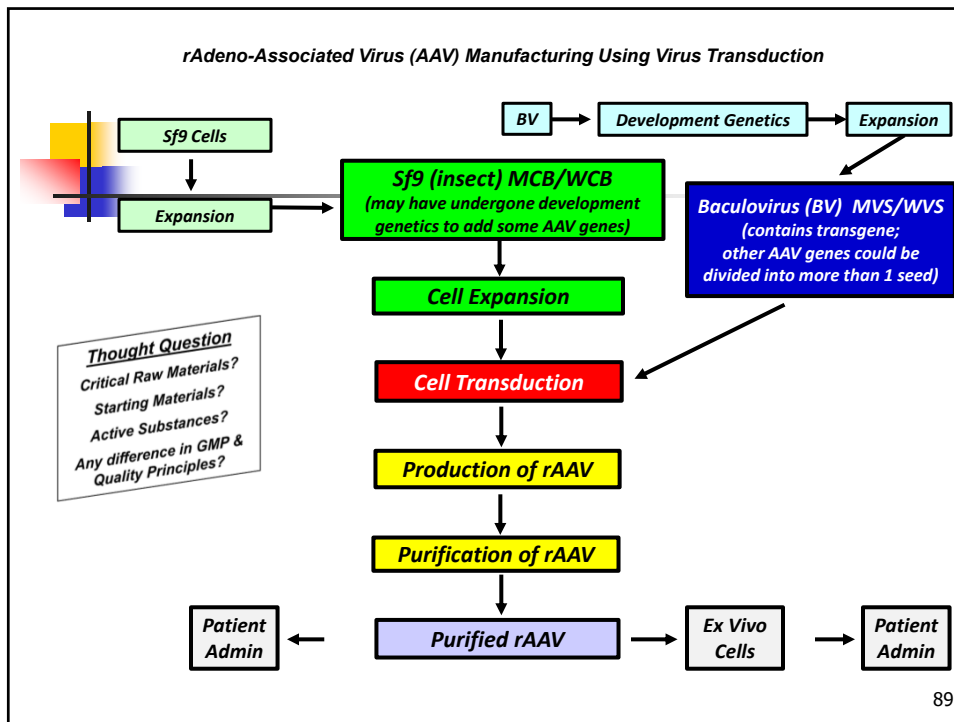 rAdeno-Associated Virus (AAV) Manufacturing Using Virus Transduction
BV
Development Genetics
Expansion
Sf9 Cells
Expansion
Sf9 (insect) MCB/WCB
(may have undergone development
genetics to add some AAV genes)
Baculovirus (BV) MVS/WVS
(contains transgene;
other AAV genes could be
divided into more than 1 seed)
Cell Expansion
Thought Question
Critical Raw Materials?
Starting Materials?
Active Substances?
Any difference in GMP &
Quality Principles?
Cell Transduction
Production of rAAV
Purification of rAAV
Patient
Admin
Purified rAAV
Ex Vivo
Cells
Patient
Admin
89